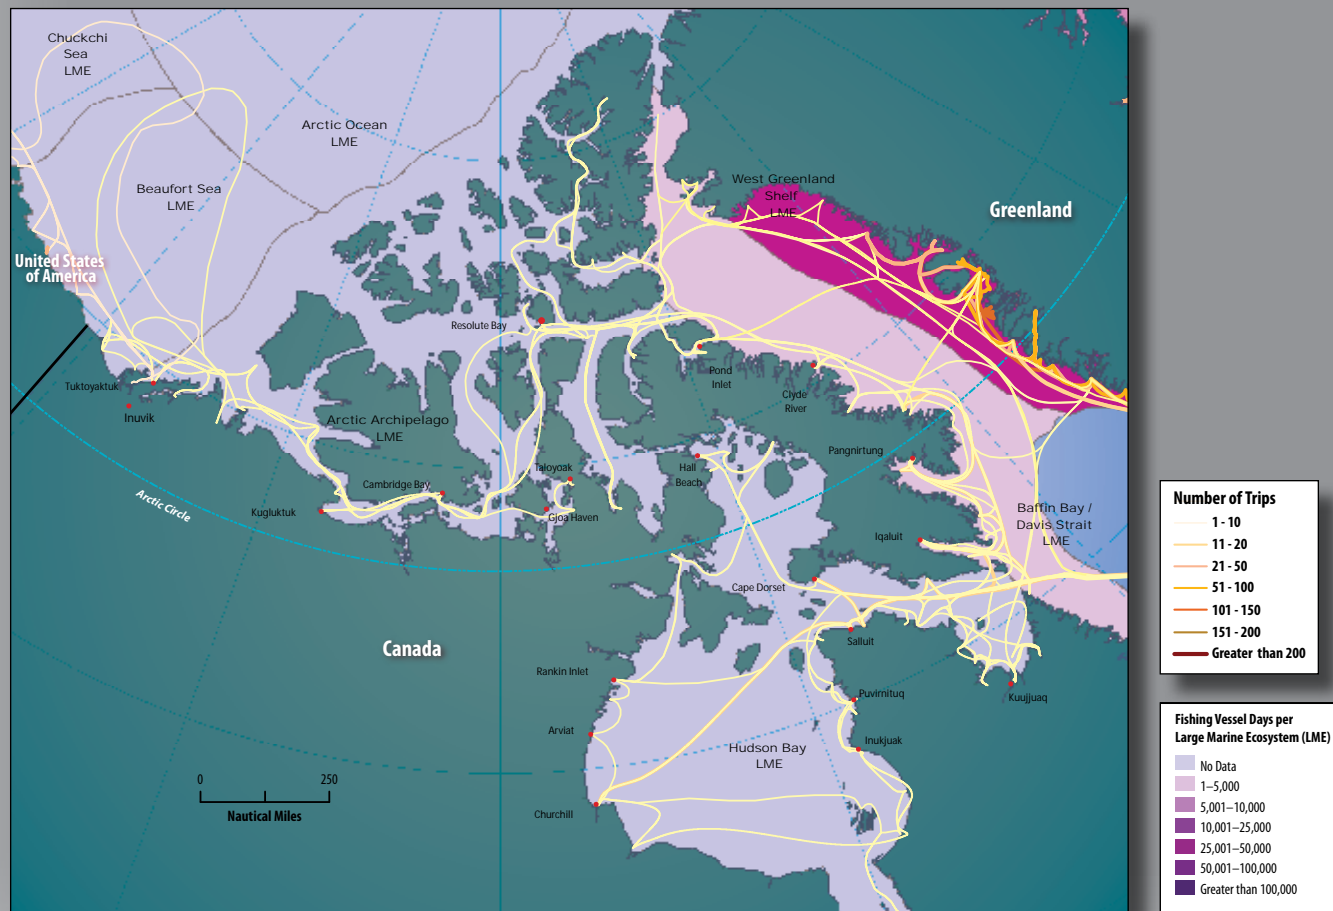 Chuckchi
Sea
LME
Arctic Ocean
LME
Beaufort Sea
LME
West Greenland
Shelf
LME
Greenland
United States
of America
Resolute Bay
Tuktoyaktuk
Inuvik
Pond
Inlet
Clyde
River
Arctic Archipelago
LME
Pangnirtung
Hall
Beach
Taloyoak
Cambridge Bay
Arctic Circle
Kugluktuk
Gjoa Haven
Baffin Bay /
Davis Strait
LME
Iqaluit
Cape Dorset
Canada
Salluit
Rankin Inlet
Puvirnituq
Kuujjuaq
Arviat
Inukjuak
Hudson Bay
LME
0 250
Nautical Miles
Churchill
Number of Trips
1 - 10
11 - 20
21 - 50
51 - 100
101 - 150
151 - 200
Greater than 200
Fishing Vessel Days per
Large Marine Ecosystem (LME)
No Data
1–5,000
5,001–10,000
10,001–25,000
25,001–50,000
50,001–100,000
Greater than 100,000